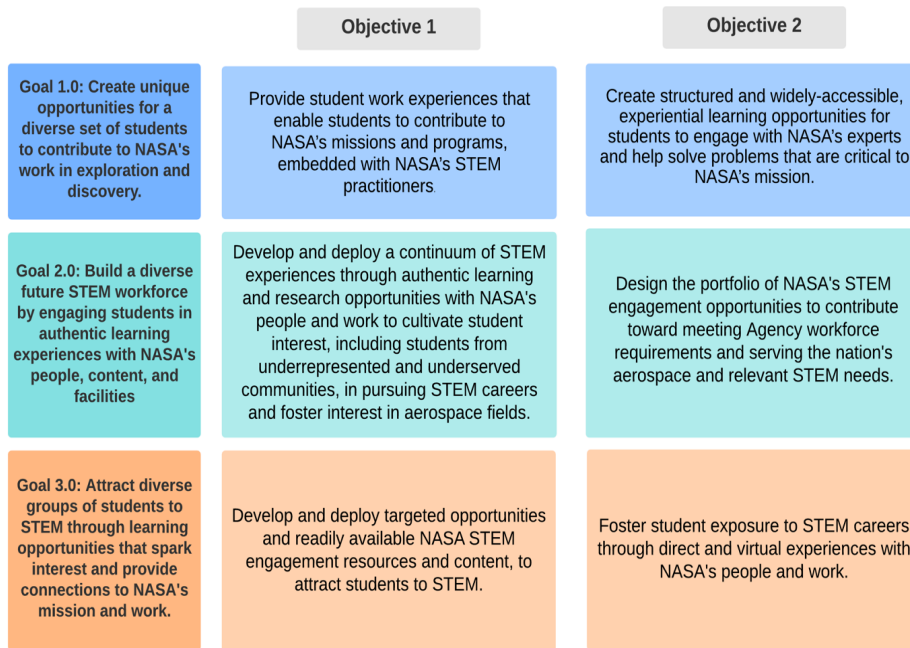 Objective 1
Objective 2
Goal 1.0: Create unique
opportunities for a
diverse set of students
to contribute to NASA's
work in exploration and
discovery.
Provide student work experiences that
enable students to contribute to
NASA's missions and programs,
embedded with NASA's STEM
practitioners.
Create structured and widely-accessible,
experiential learning opportunities for
students to engage with NASA's experts
and help solve problems that are critical to
NASA's mission.
Goal 2.0: Build a diverse
future STEM workforce
by engaging students in
authentic learning
experiences with NASA's
people, content, and
facilities
Develop and deploy a continuum of STEM
experiences through authentic learning
and research opportunities with NASA's
people and work to cultivate student
interest, including students from
underrepresented and underserved
communities, in pursuing STEM careers
and foster interest in aerospace fields.
Design the portfolio of NASA's STEM
engagement opportunities to contribute
toward meeting Agency workforce
requirements and serving the nation's
aerospace and relevant STEM needs.
Goal 3.0: Attract diverse
groups of students to
STEM through learning
opportunities that spark
interest and provide
connections to NASA's
mission and work.
Develop and deploy targeted opportunities
and readily available NASA STEM
engagement resources and content, to
attract students to STEM.
Foster student exposure to STEM careers
through direct and virtual experiences with
NASA's people and work.